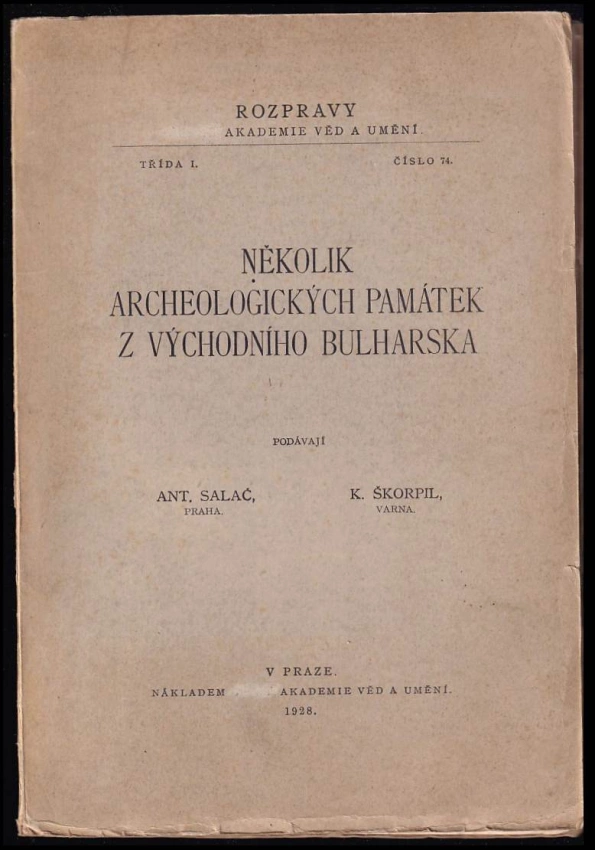 ROZPRAVY
AKADEMIE VĚD A UMĚNÍ.
TŘÍDA I.
ČÍSLO 74.
NĚKOLIK
ARCHEOLOGICKÝCH PAMÁTEK
Z VÝCHODNÍHO BULHARSKA
PODÁVAJÍ
ANT. SALAČ,
PRAHA.
K. ŠKORPIL,
VARNA.
V PRAZE.
NÁKLADEM AKADEMIE VĚD A UMĚNÍ.
1928.